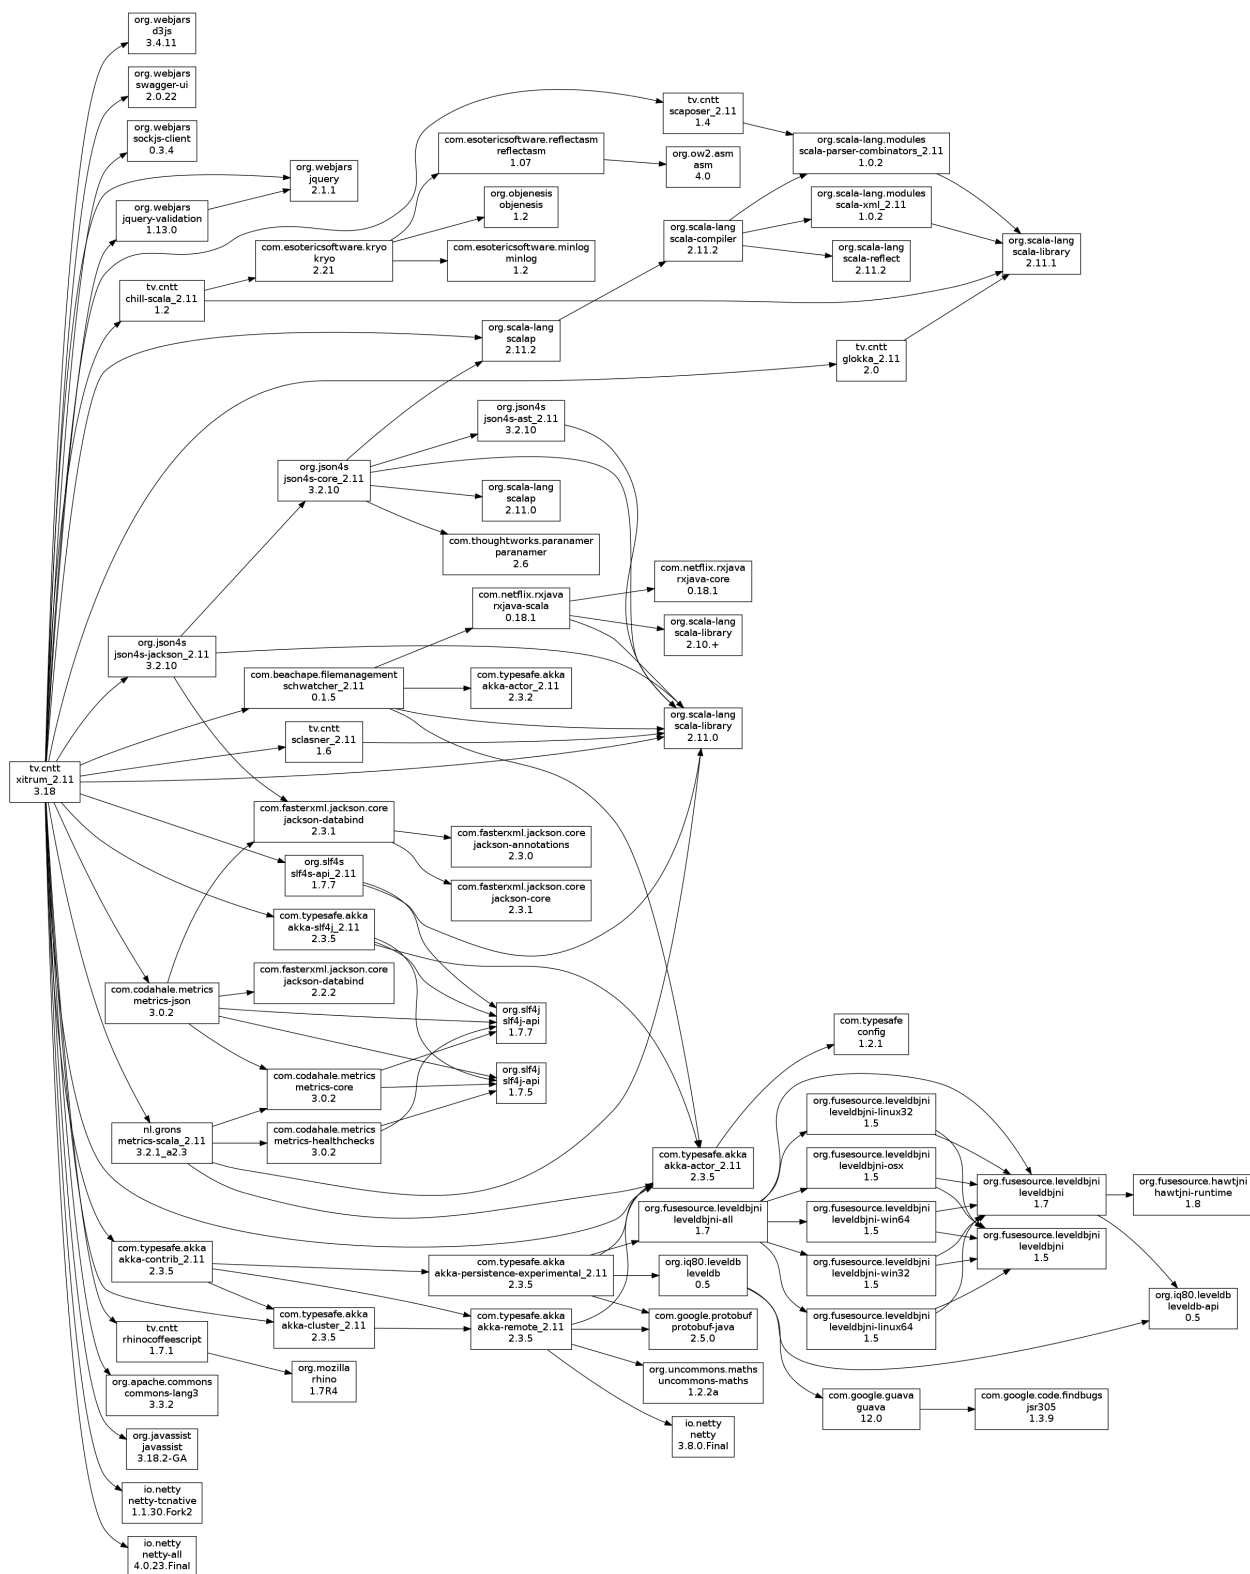 org.webjars
d3js
3.4.11
org.webjars
swagger-ui
2.0.22
org.webjars
sockjs-client
0.3.4
org.webjars
jquery
2.1.1
org.webjars
jquery-validation
1.13.0
tv.cntt
chill-scala_2.11
1.2
com.esotericsoftware.kryo
kryo
2.21
com.esotericsoftware.reflectasm
reflectasm
1.07
org.objenesis
objenesis
1.2
com.esotericsoftware.minlog
minlog
1.2
tv.cntt
scaposer_2.11
1.4
org.ow2.asm
asm
4.0
org.scala-lang
scala-compiler
2.11.2
org.scala-lang.modules
scala-parser-combinators_2.11
1.0.2
org.scala-lang.modules
scala-xml_2.11
1.0.2
org.scala-lang
scala-reflect
2.11.2
org.scala-lang
scala-library
2.11.1
org.scala-lang
scalap
2.11.2
tv.cntt
glokka_2.11
2.0
org.json4s
json4s-ast_2.11
3.2.10
org.json4s
json4s-core_2.11
3.2.10
org.scala-lang
scalap
2.11.0
com.thoughtworks.paranamer
paranamer
2.6
com.netflix.rxjava
rxjava-core
0.18.1
com.netflix.rxjava
rxjava-scala
0.18.1
org.scala-lang
scala-library
2.10.+
org.json4s
json4s-jackson_2.11
3.2.10
com.beachape.filemanagement
schwatcher_2.11
0.1.5
com.typesafe.akka
akka-actor_2.11
2.3.2
org.scala-lang
scala-library
2.11.0
tv.cntt
sclasner_2.11
1.6
tv.cntt
xitrum_2.11
3.18
com.fasterxml.jackson.core
jackson-databind
2.3.1
com.fasterxml.jackson.core
jackson-annotations
2.3.0
org.slf4s
slf4s-api_2.11
1.7.7
com.fasterxml.jackson.core
jackson-core
2.3.1
com.typesafe.akka
akka-slf4j_2.11
2.3.5
com.fasterxml.jackson.core
jackson-databind
2.2.2
com.codahale.metrics
metrics-json
3.0.2
org.slf4j
slf4j-api
1.7.7
org.slf4j
slf4j-api
1.7.5
com.codahale.metrics
metrics-core
3.0.2
nl.grons
metrics-scala_2.11
3.2.1_a2.3
com.codahale.metrics
metrics-healthchecks
3.0.2
com.typesafe
config
1.2.1
com.typesafe.akka
akka-actor_2.11
2.3.5
org.fusesource.leveldbjni
leveldbjni-linux32
1.5
org.fusesource.leveldbjni
leveldbjni-osx
1.5
org.fusesource.leveldbjni
leveldbjni-all
1.7
org.fusesource.leveldbjni
leveldbjni-win64
1.5
org.fusesource.leveldbjni
leveldbjni
1.7
org.fusesource.hawtjni
hawtjni-runtime
1.8
org.fusesource.leveldbjni
leveldbjni
1.5
com.typesafe.akka
akka-contrib_2.11
2.3.5
com.typesafe.akka
akka-persistence-experimental_2.11
2.3.5
org.iq80.leveldb
leveldb
0.5
org.fusesource.leveldbjni
leveldbjni-win32
1.5
org.iq80.leveldb
leveldb-api
0.5
com.typesafe.akka
akka-cluster_2.11
2.3.5
com.typesafe.akka
akka-remote_2.11
2.3.5
com.google.protobuf
protobuf-java
2.5.0
org.fusesource.leveldbjni
leveldbjni-linux64
1.5
tv.cntt
rhinocoffeescript
1.7.1
org.mozilla
rhino
1.7R4
org.uncommons.maths
uncommons-maths
1.2.2a
org.apache.commons
commons-lang3
3.3.2
com.google.guava
guava
12.0
com.google.code.findbugs
jsr305
1.3.9
io.netty
netty
3.8.0.Final
org.javassist
javassist
3.18.2-GA
io.netty
netty-tcnative
1.1.30.Fork2
io.netty
netty-all
4.0.23.Final